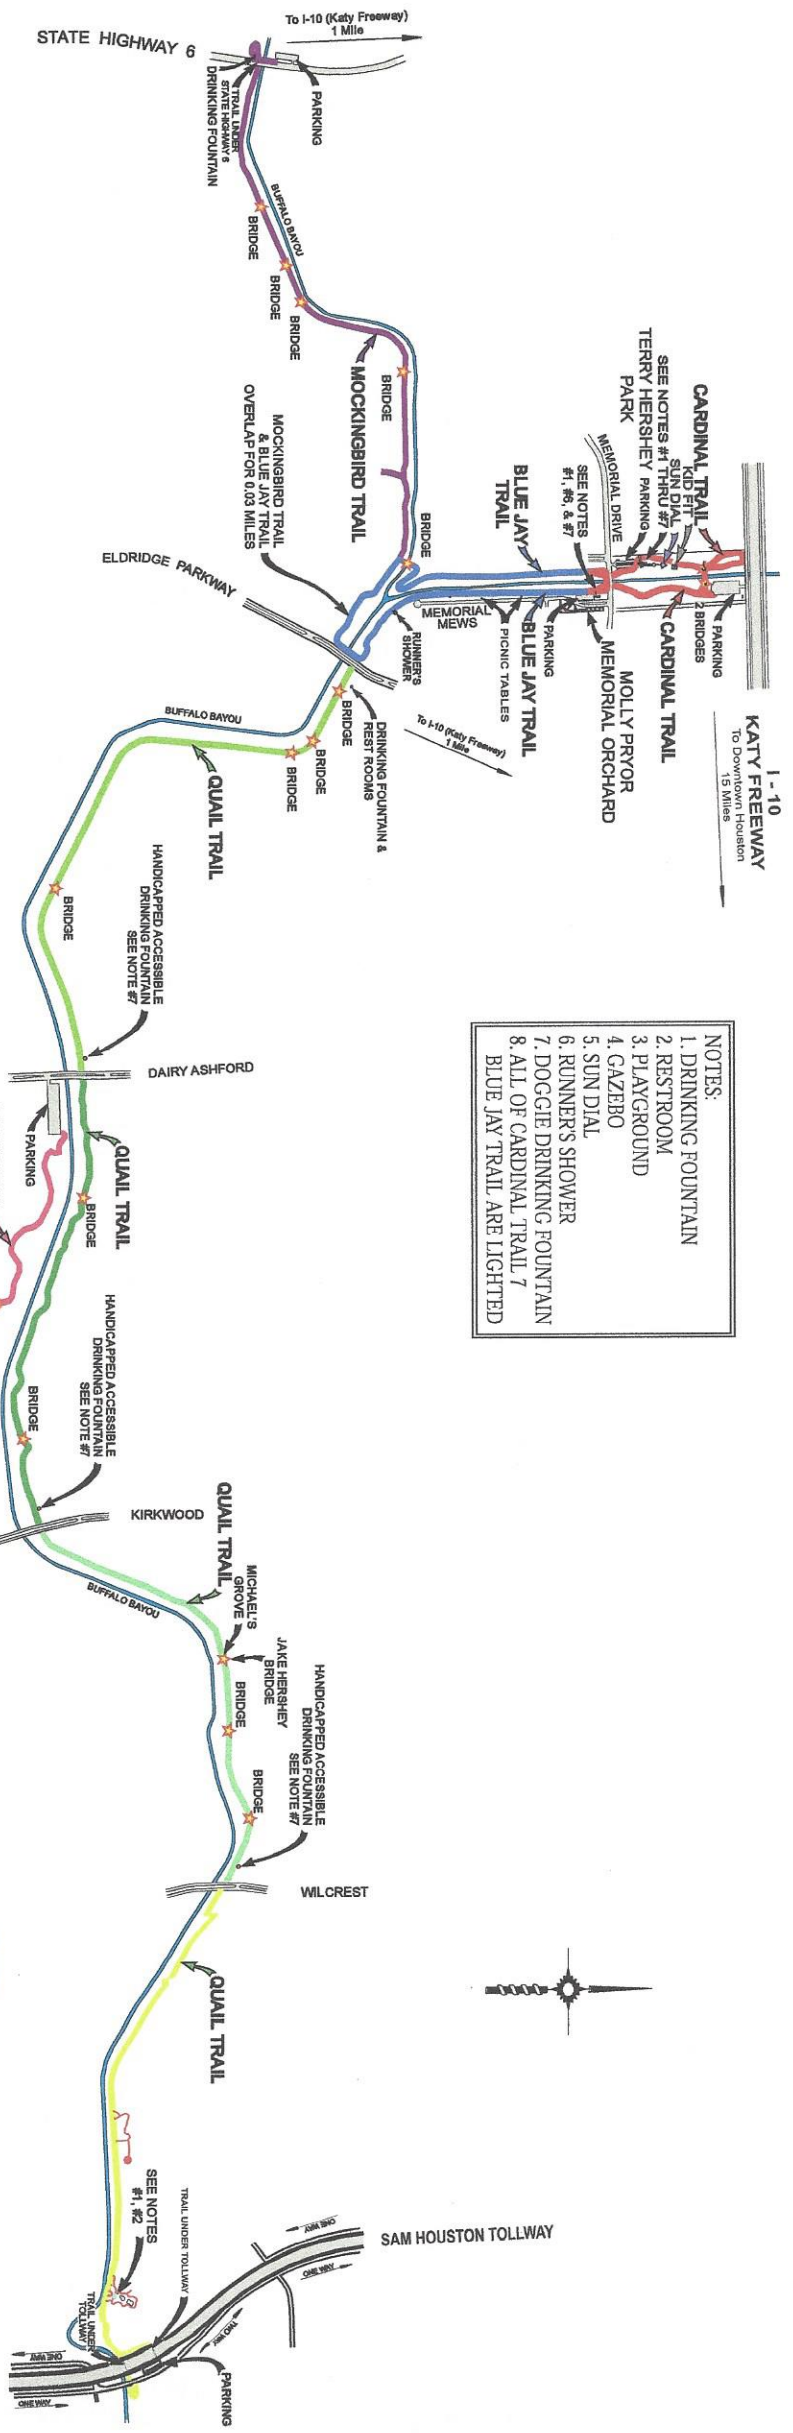 STATE HIGHWAY 6
To I-10 (Katy Freeway)
1 Mile
PARKING
TRAIL UNDER
STATE HIGHWAY 6
DRINKING FOUNTAIN
BUFFALO BAYOU
BRIDGE
BRIDGE
BRIDGE
BRIDGE
MOCKINGBIRD TRAIL
MOCKINGBIRD TRAIL
& BLUE JAY TRAIL
OVERLAP FOR 0.03 MILES
BRIDGE
ELDRIDGE PARKWAY
CARDINAL TRAIL
KID FIT
SUN DIAL
SEE NOTES #1 THRU #7
TERRY HERSHEY PARKING
PARK
MEMORIAL DRIVE
SEE NOTES
#1, #6, & #7
BLUE JAY
TRAIL
PARKING
2 BRIDGES
CARDINAL TRAIL
MOLLY PRYOR
MEMORIAL ORCHARD
PARKING
BLUE JAY TRAIL
PICNIC TABLES
MEMORIAL
MEWS
RUNNER'S
SHOWER
I - 10
KATY FREEWAY
To Downtown Houston
15 Miles
To I-10 (Katy Freeway)
1 Mile
DRINKING FOUNTAIN &
REST ROOMS
BRIDGE
BRIDGE
BRIDGE
BUFFALO BAYOU
QUAIL TRAIL
BRIDGE
HANDICAPPED ACCESSIBLE
DRINKING FOUNTAIN
SEE NOTE #7
DAIRY ASHFORD
PARKING
QUAIL TRAIL
BRIDGE
NOTES:
1. DRINKING FOUNTAIN
2. RESTROOM
3. PLAYGROUND
4. GAZEBO
5. SUN DIAL
6. RUNNER'S SHOWER
7. DOGGIE DRINKING FOUNTAIN
8. ALL OF CARDINAL TRAIL 7
BLUE JAY TRAIL ARE LIGHTED
HANDICAPPED ACCESSIBLE
DRINKING FOUNTAIN
SEE NOTE #7
BRIDGE
KIRKWOOD
QUAIL TRAIL
BUFFALO BAYOU
MICHAEL'S
GROVE
JAKE HERSHEY
BRIDGE
BRIDGE
BRIDGE
HANDICAPPED ACCESSIBLE
DRINKING FOUNTAIN
SEE NOTE #7
WILCREST
QUAIL TRAIL
SEE NOTES
#1, #2
TRAIL UNDER TOLLWAY
SAM HOUSTON TOLLWAY
ONE WAY
ONE WAY
TWO WAY
TRAIL UNDER
TOLLWAY
PARKING
ONE WAY
ONE WAY